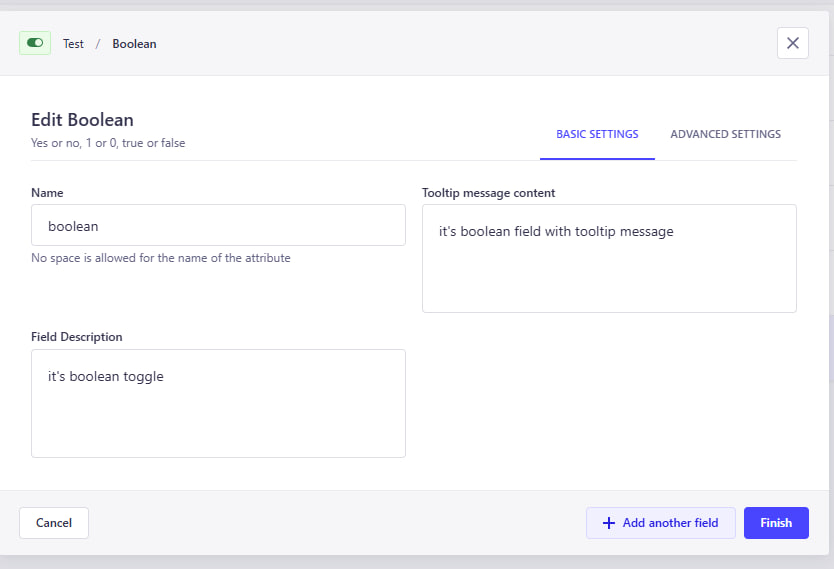 Test / Boolean
Edit Boolean
Yes or no, 1 or 0, true or false
BASIC SETTINGS
ADVANCED SETTINGS
Name
boolean
No space is allowed for the name of the attribute
Tooltip message content
it's boolean field with tooltip message
Field Description
it's boolean toggle
Cancel
Add another field
Finish